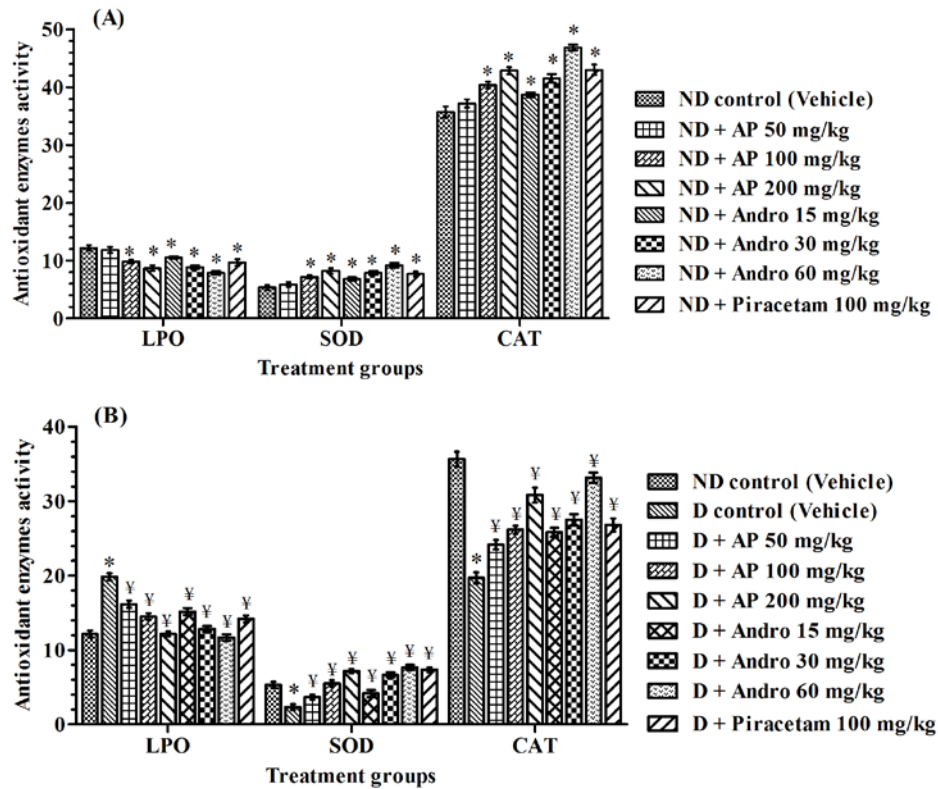 (A)
Antioxidant enzymes activity
50
40
30
20
10
0
* * * * * *
* * * * * *
* * * * * *
LPO SOD CAT
Treatment groups
ND control (Vehicle)
ND + AP 50 mg/kg
ND + AP 100 mg/kg
ND + AP 200 mg/kg
ND + Andro 15 mg/kg
ND + Andro 30 mg/kg
ND + Andro 60 mg/kg
ND + Piracetam 100 mg/kg
(B)
Antioxidant enzymes activity
40
30
20
10
0
* ¥ ¥ ¥ ¥ ¥ ¥ ¥
* ¥ ¥ ¥ ¥ ¥ ¥ ¥
* ¥ ¥ ¥ ¥ ¥ ¥ ¥
LPO SOD CAT
Treatment groups
ND control (Vehicle)
D control (Vehicle)
D + AP 50 mg/kg
D + AP 100 mg/kg
D + AP 200 mg/kg
D + Andro 15 mg/kg
D + Andro 30 mg/kg
D + Andro 60 mg/kg
D + Piracetam 100 mg/kg